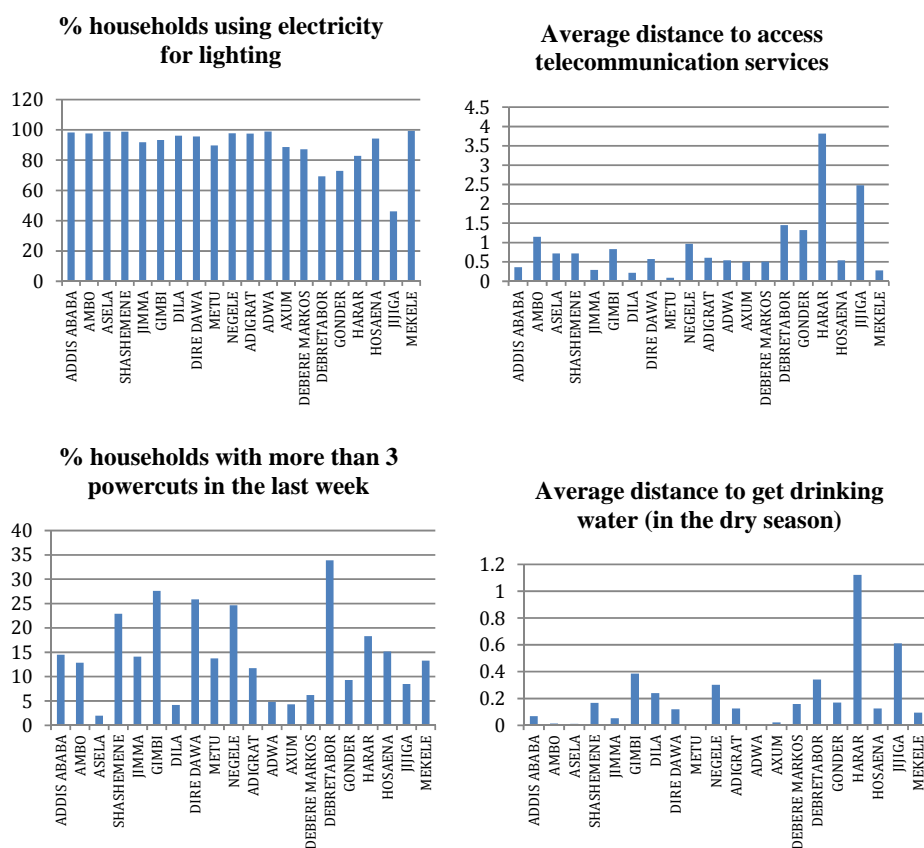 % households using electricity
for lighting
120
100
80
60
40
20
0
ADDIS ABABA
AMBO
ASELA
SHASHEMENE
JIMMA
GIMBI
DILA
DIRE DAWA
METU
NEGELE
ADIGRAT
ADWA
AXUM
DEBERE MARKOS
DEBRETABOR
GONDER
HARAR
HOSAENA
JIJIGA
MEKELE
Average distance to access
telecommunication services
4.5
4
3.5
3
2.5
2
1.5
1
0.5
0
ADDIS ABABA
AMBO
ASELA
SHASHEMENE
JIMMA
GIMBI
DILA
DIRE DAWA
METU
NEGELE
ADIGRAT
ADWA
AXUM
DEBERE MARKOS
DEBRETABOR
GONDER
HARAR
HOSAENA
JIJIGA
MEKELE
% households with more than 3
powercuts in the last week
40
35
30
25
20
15
10
5
0
ADDIS ABABA
AMBO
ASELA
SHASHEMENE
JIMMA
GIMBI
DILA
DIRE DAWA
METU
NEGELE
ADIGRAT
ADWA
AXUM
DEBERE MARKOS
DEBRETABOR
GONDER
HARAR
HOSAENA
JIJIGA
MEKELE
Average distance to get drinking
water (in the dry season)
1.2
1
0.8
0.6
0.4
0.2
0
ADDIS ABABA
AMBO
ASELA
SHASHEMENE
JIMMA
GIMBI
DILA
DIRE DAWA
METU
NEGELE
ADIGRAT
ADWA
AXUM
DEBERE MARKOS
DEBRETABOR
GONDER
HARAR
HOSAENA
JIJIGA
MEKELE